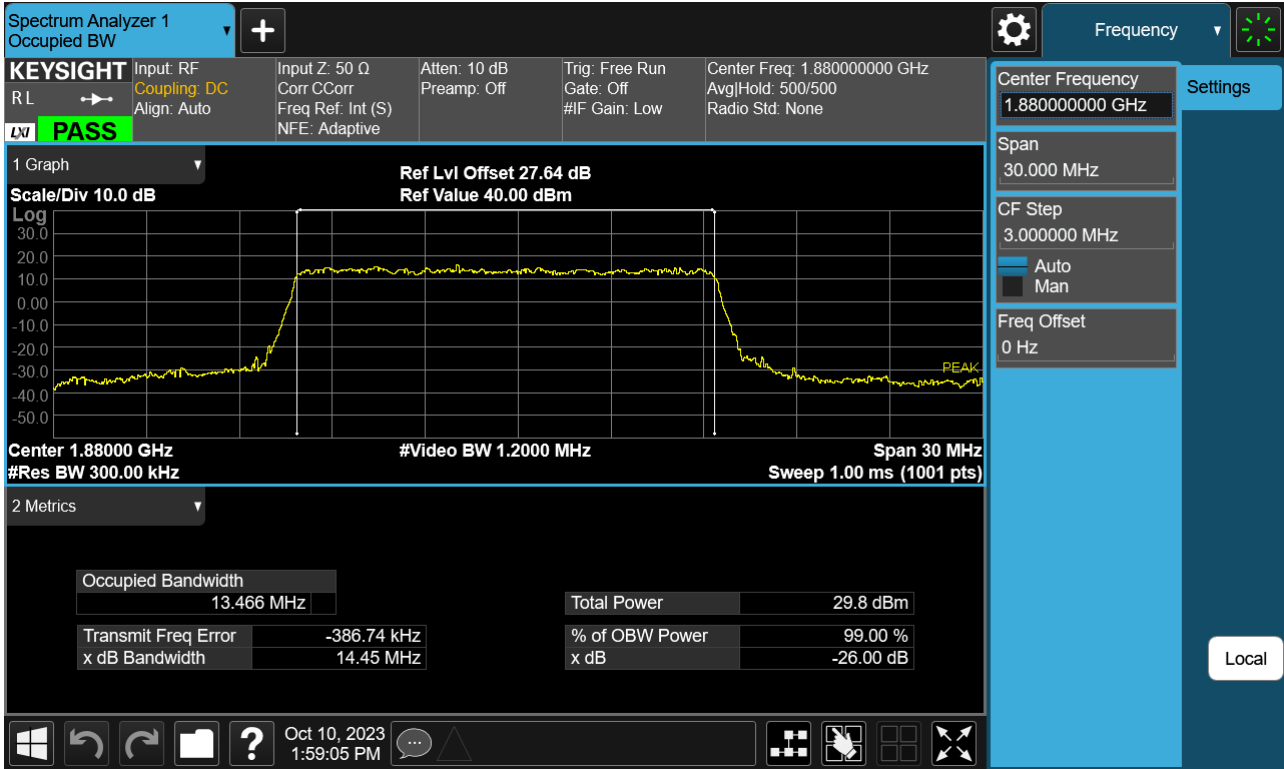 Spectrum Analyzer 1
Occupied BW
Frequency
KEYSIGHT
R L
LXI PASS
Input: RF
Coupling: DC
Align: Auto
Input Z: 50 Ω
Corr CCorr
Freq Ref: Int (S)
NFE: Adaptive
Atten: 10 dB
Preamp: Off
Trig: Free Run
Gate: Off
#IF Gain: Low
Center Freq: 1.880000000 GHz
Avg|Hold: 500/500
Radio Std: None
Center Frequency
1.880000000 GHz
Settings
Span
30.000 MHz
CF Step
3.000000 MHz
Auto
Man
Freq Offset
0 Hz
Local
1 Graph
Scale/Div 10.0 dB
Ref Lvl Offset 27.64 dB
Ref Value 40.00 dBm
Log
30.0
20.0
10.0
0.00
-10.0
-20.0
-30.0
-40.0
-50.0
PEAK
Center 1.88000 GHz
#Video BW 1.2000 MHz
Span 30 MHz
#Res BW 300.00 kHz
Sweep 1.00 ms (1001 pts)
2 Metrics
Occupied Bandwidth
13.466 MHz
Total Power 29.8 dBm
Transmit Freq Error -386.74 kHz
% of OBW Power 99.00 %
x dB Bandwidth 14.45 MHz
x dB -26.00 dB
?
Oct 10, 2023
1:59:05 PM